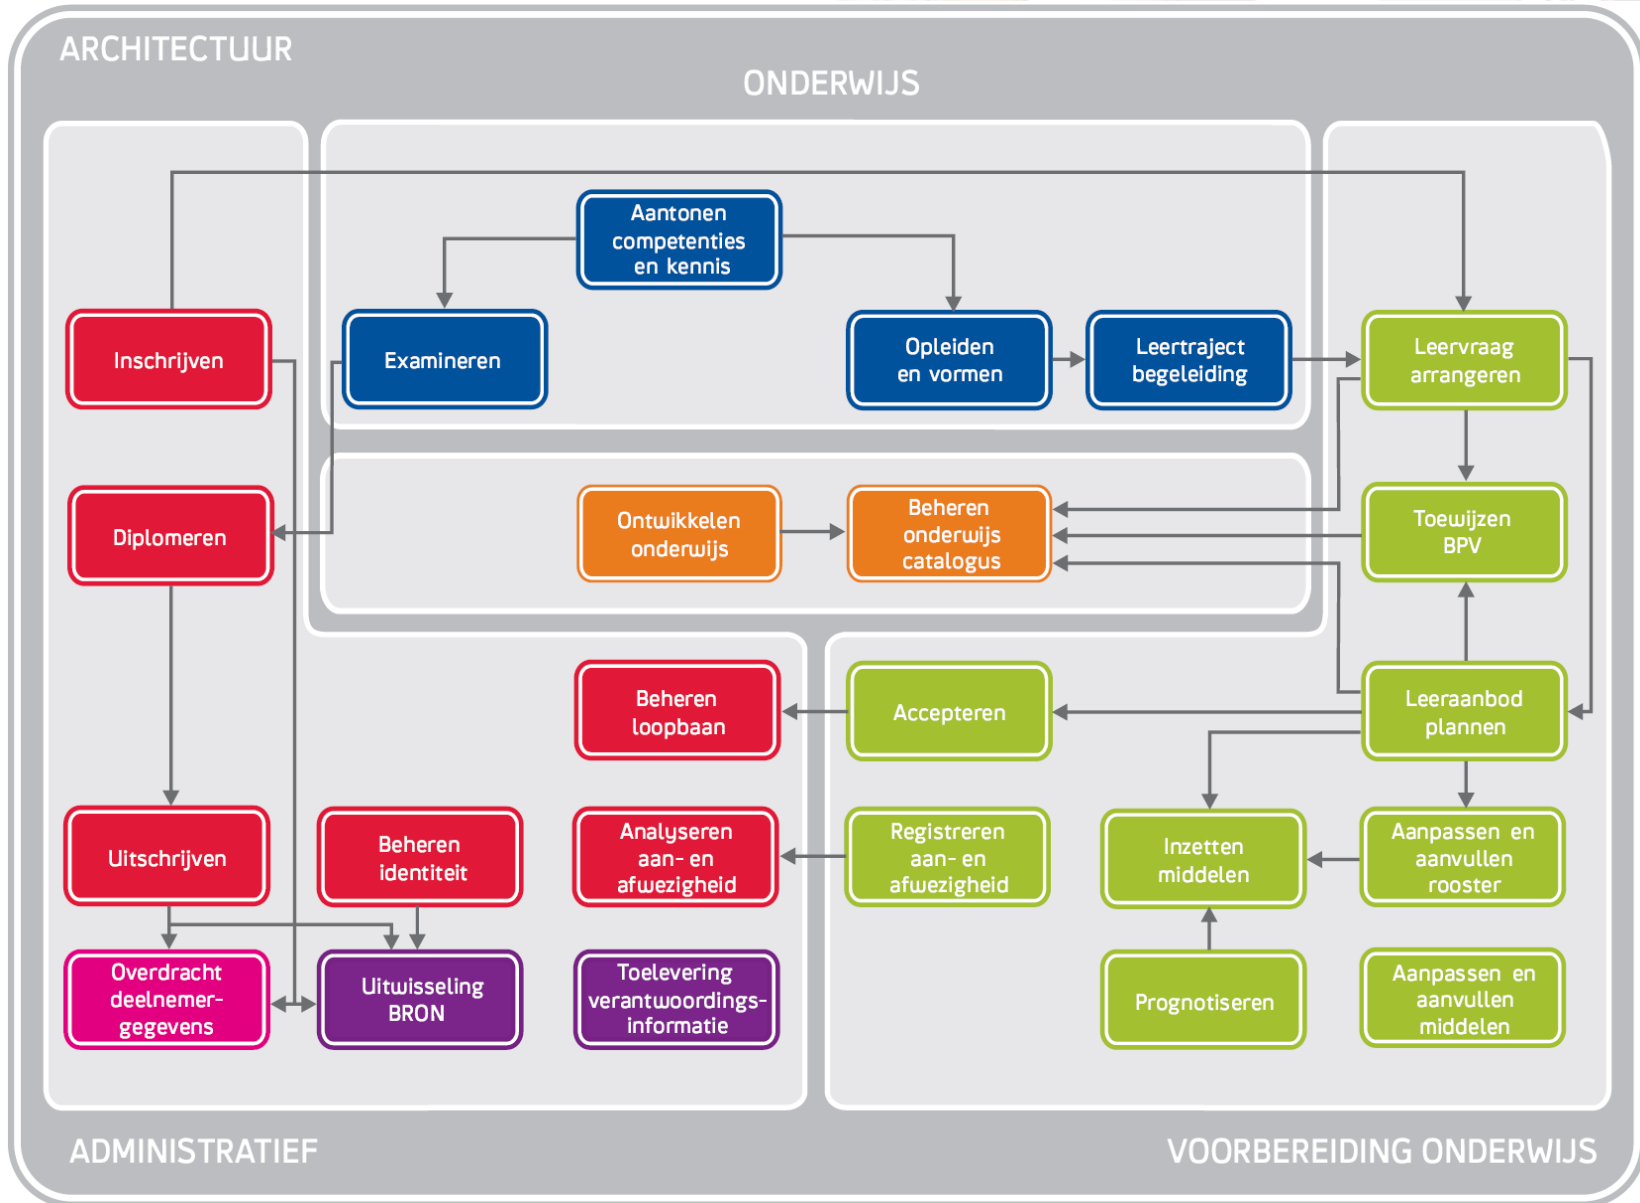 ARCHITECTUUR
ONDERWIJS
Aantonen
competenties
en kennis
Inschrijven
Examineren
Opleiden
en vormen
Leertraject
begeleiding
Leervraag
arrangeren
Diplomeren
Ontwikkelen
onderwijs
Beheren
onderwijs
catalogus
Toewijzen
BPV
Beheren
loopbaan
Accepteren
Leeraanbod
plannen
Uitschrijven
Beheren
identiteit
Analyseren
aan- en
afwezigheid
Registreren
aan- en
afwezigheid
Inzetten
middelen
Aanpassen en
aanvullen
rooster
Overdracht
deelnemer-
gegevens
Uitwisseling
BRON
Toelevering
verantwoordings-
informatie
Prognotiseren
Aanpassen en
aanvullen
middelen
ADMINISTRATIEF
VOORBEREIDING ONDERWIJS